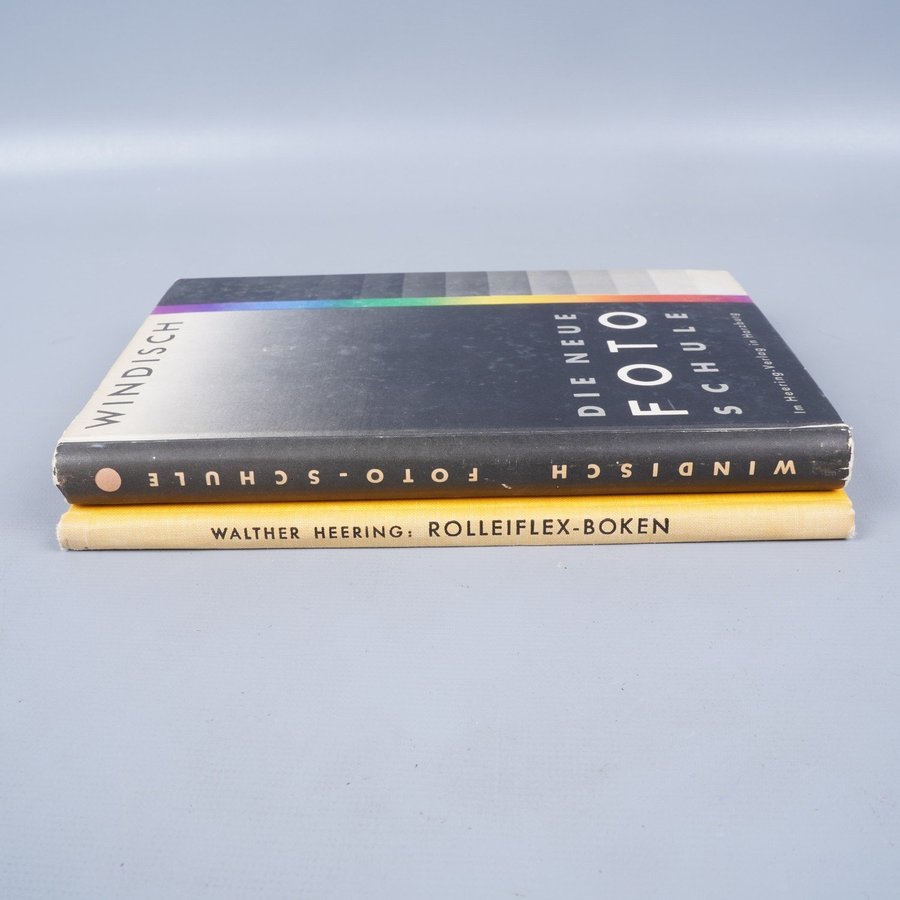 WINDISCH
DIE NEUE
FOTO
SCHULE
Im Heering-Verlag in Harzburg
WINDISCH FOTO-SCHULE
WALTHER HEERING: ROLLEIFLEX-BOKEN